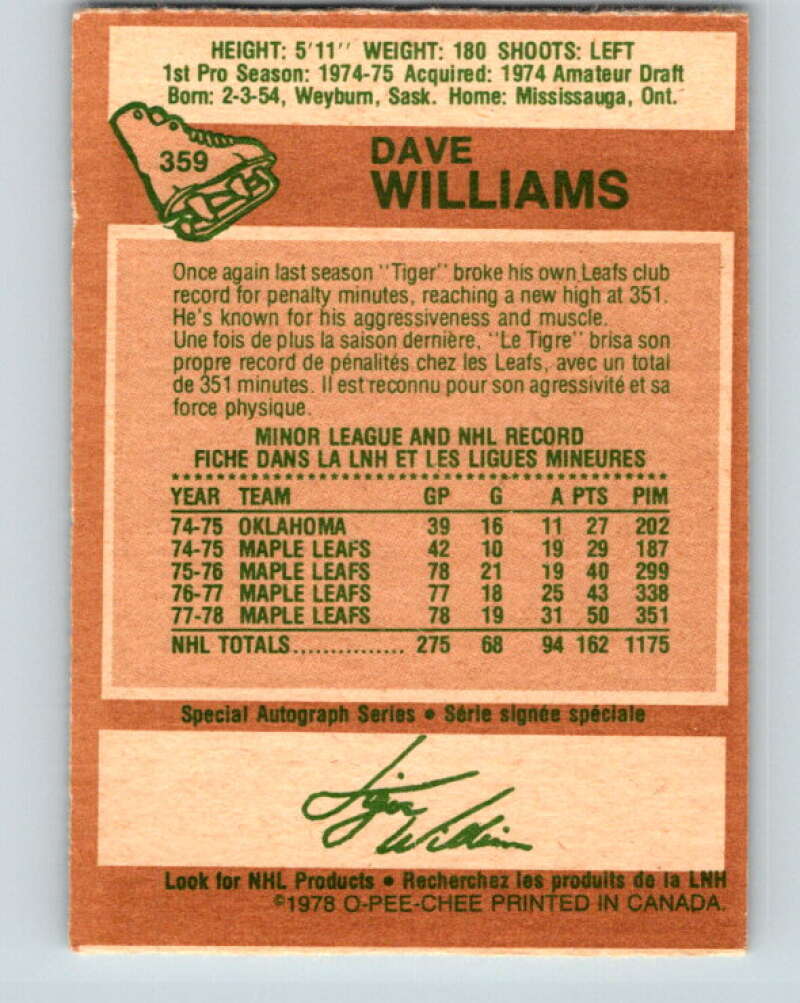 HEIGHT: 5'11'' WEIGHT: 180 SHOOTS: LEFT
1st Pro Season: 1974-75 Acquired: 1974 Amateur Draft
Born: 2-3-54, Weyburn, Sask. Home: Mississauga, Ont.
359
DAVE
WILLIAMS
Once again last season ''Tiger'' broke his own Leafs club
record for penalty minutes, reaching a new high at 351.
He's known for his aggressiveness and muscle.
Une fois de plus la saison dernière, ''Le Tigre'' brisa son
propre record de pénalités chez les Leafs, avec un total
de 351 minutes. Il est reconnu pour son agressivité et sa
force physique.
MINOR LEAGUE AND NHL RECORD
FICHE DANS LA LNH ET LES LIGUES MINEURES
YEAR TEAM GP G A PTS PIM
74-75 OKLAHOMA 39 16 11 27 202
74-75 MAPLE LEAFS 42 10 19 29 187
75-76 MAPLE LEAFS 78 21 19 40 299
76-77 MAPLE LEAFS 77 18 25 43 338
77-78 MAPLE LEAFS 78 19 31 50 351
NHL TOTALS............... 275 68 94 162 1175
Special Autograph Series • Série signée spéciale
Tiger
Williams
Look for NHL Products • Recherchez les produits de la LNH
©1978 O-PEE-CHEE PRINTED IN CANADA.